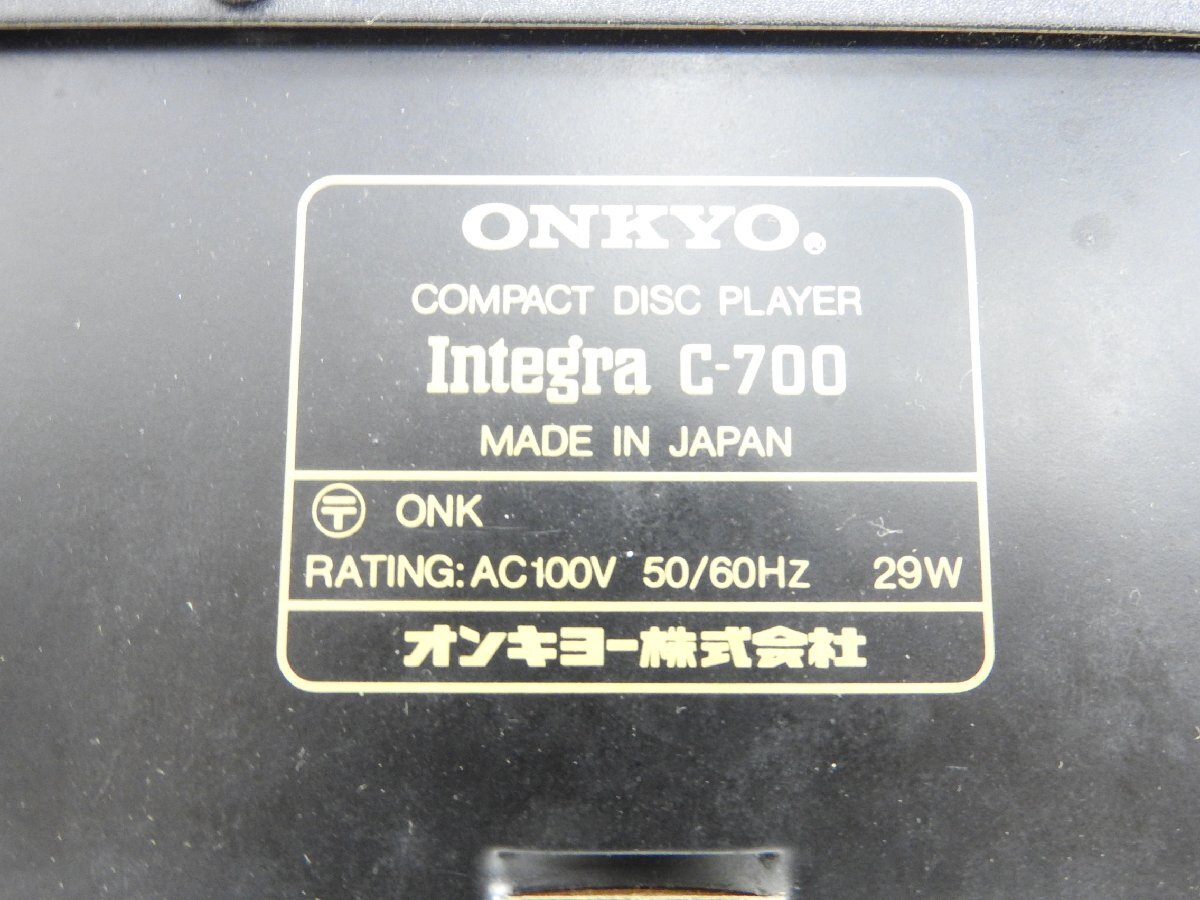 ONKYO®
COMPACT DISC PLAYER
Integra C-700
MADE IN JAPAN
〶 ONK
RATING: AC100V 50/60Hz 29W
オンキヨー株式会社